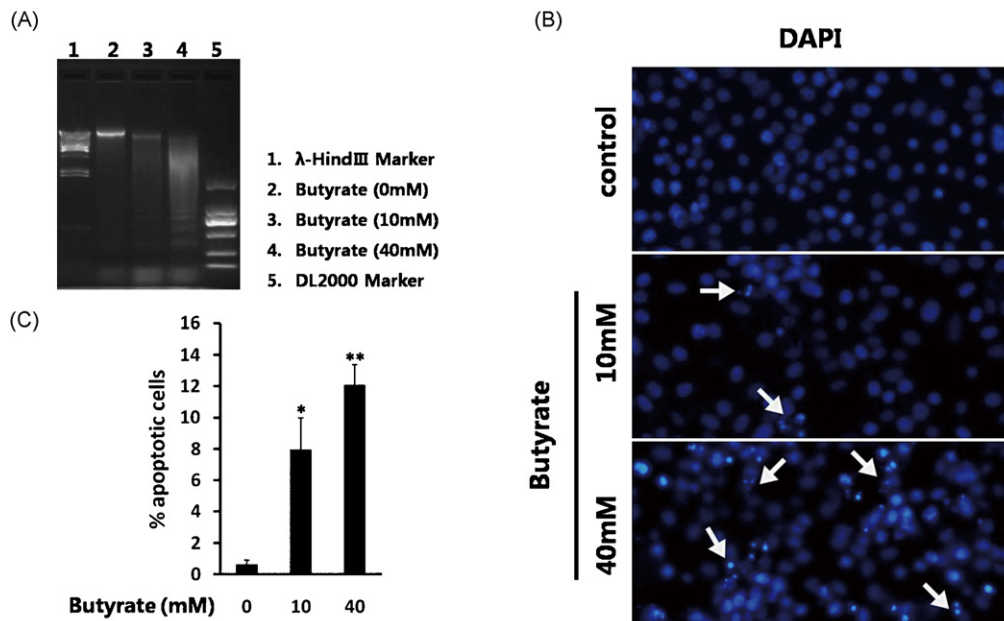 (A)
1 2 3 4 5
1. λ-HindⅢ Marker
2. Butyrate (0mM)
3. Butyrate (10mM)
4. Butyrate (40mM)
5. DL2000 Marker
(B)
DAPI
control
Butyrate
10mM
40mM
(C)
% apoptotic cells
16
14
12
10
8
6
4
2
0
*
**
Butyrate (mM) 0 10 40